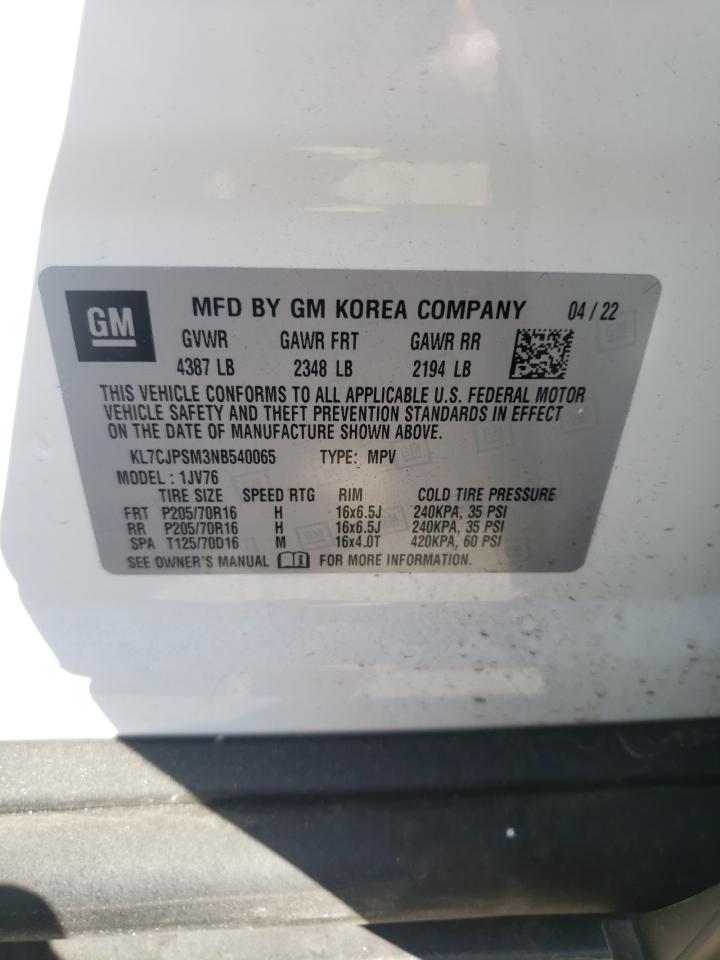 GM MFD BY GM KOREA COMPANY 04/22
GVWR GAWR FRT GAWR RR
4387 LB 2348 LB 2194 LB
THIS VEHICLE CONFORMS TO ALL APPLICABLE U.S. FEDERAL MOTOR
VEHICLE SAFETY AND THEFT PREVENTION STANDARDS IN EFFECT
ON THE DATE OF MANUFACTURE SHOWN ABOVE.
KL7CJPSM3NB540065 TYPE: MPV
MODEL : 1JV76
TIRE SIZE SPEED RTG RIM COLD TIRE PRESSURE
FRT P205/70R16 H 16x6.5J 240KPA, 35 PSI
RR P205/70R16 H 16x6.5J 240KPA, 35 PSI
SPA T125/70D16 M 16x4.0T 420KPA, 60 PSI
SEE OWNER'S MANUAL FOR MORE INFORMATION.